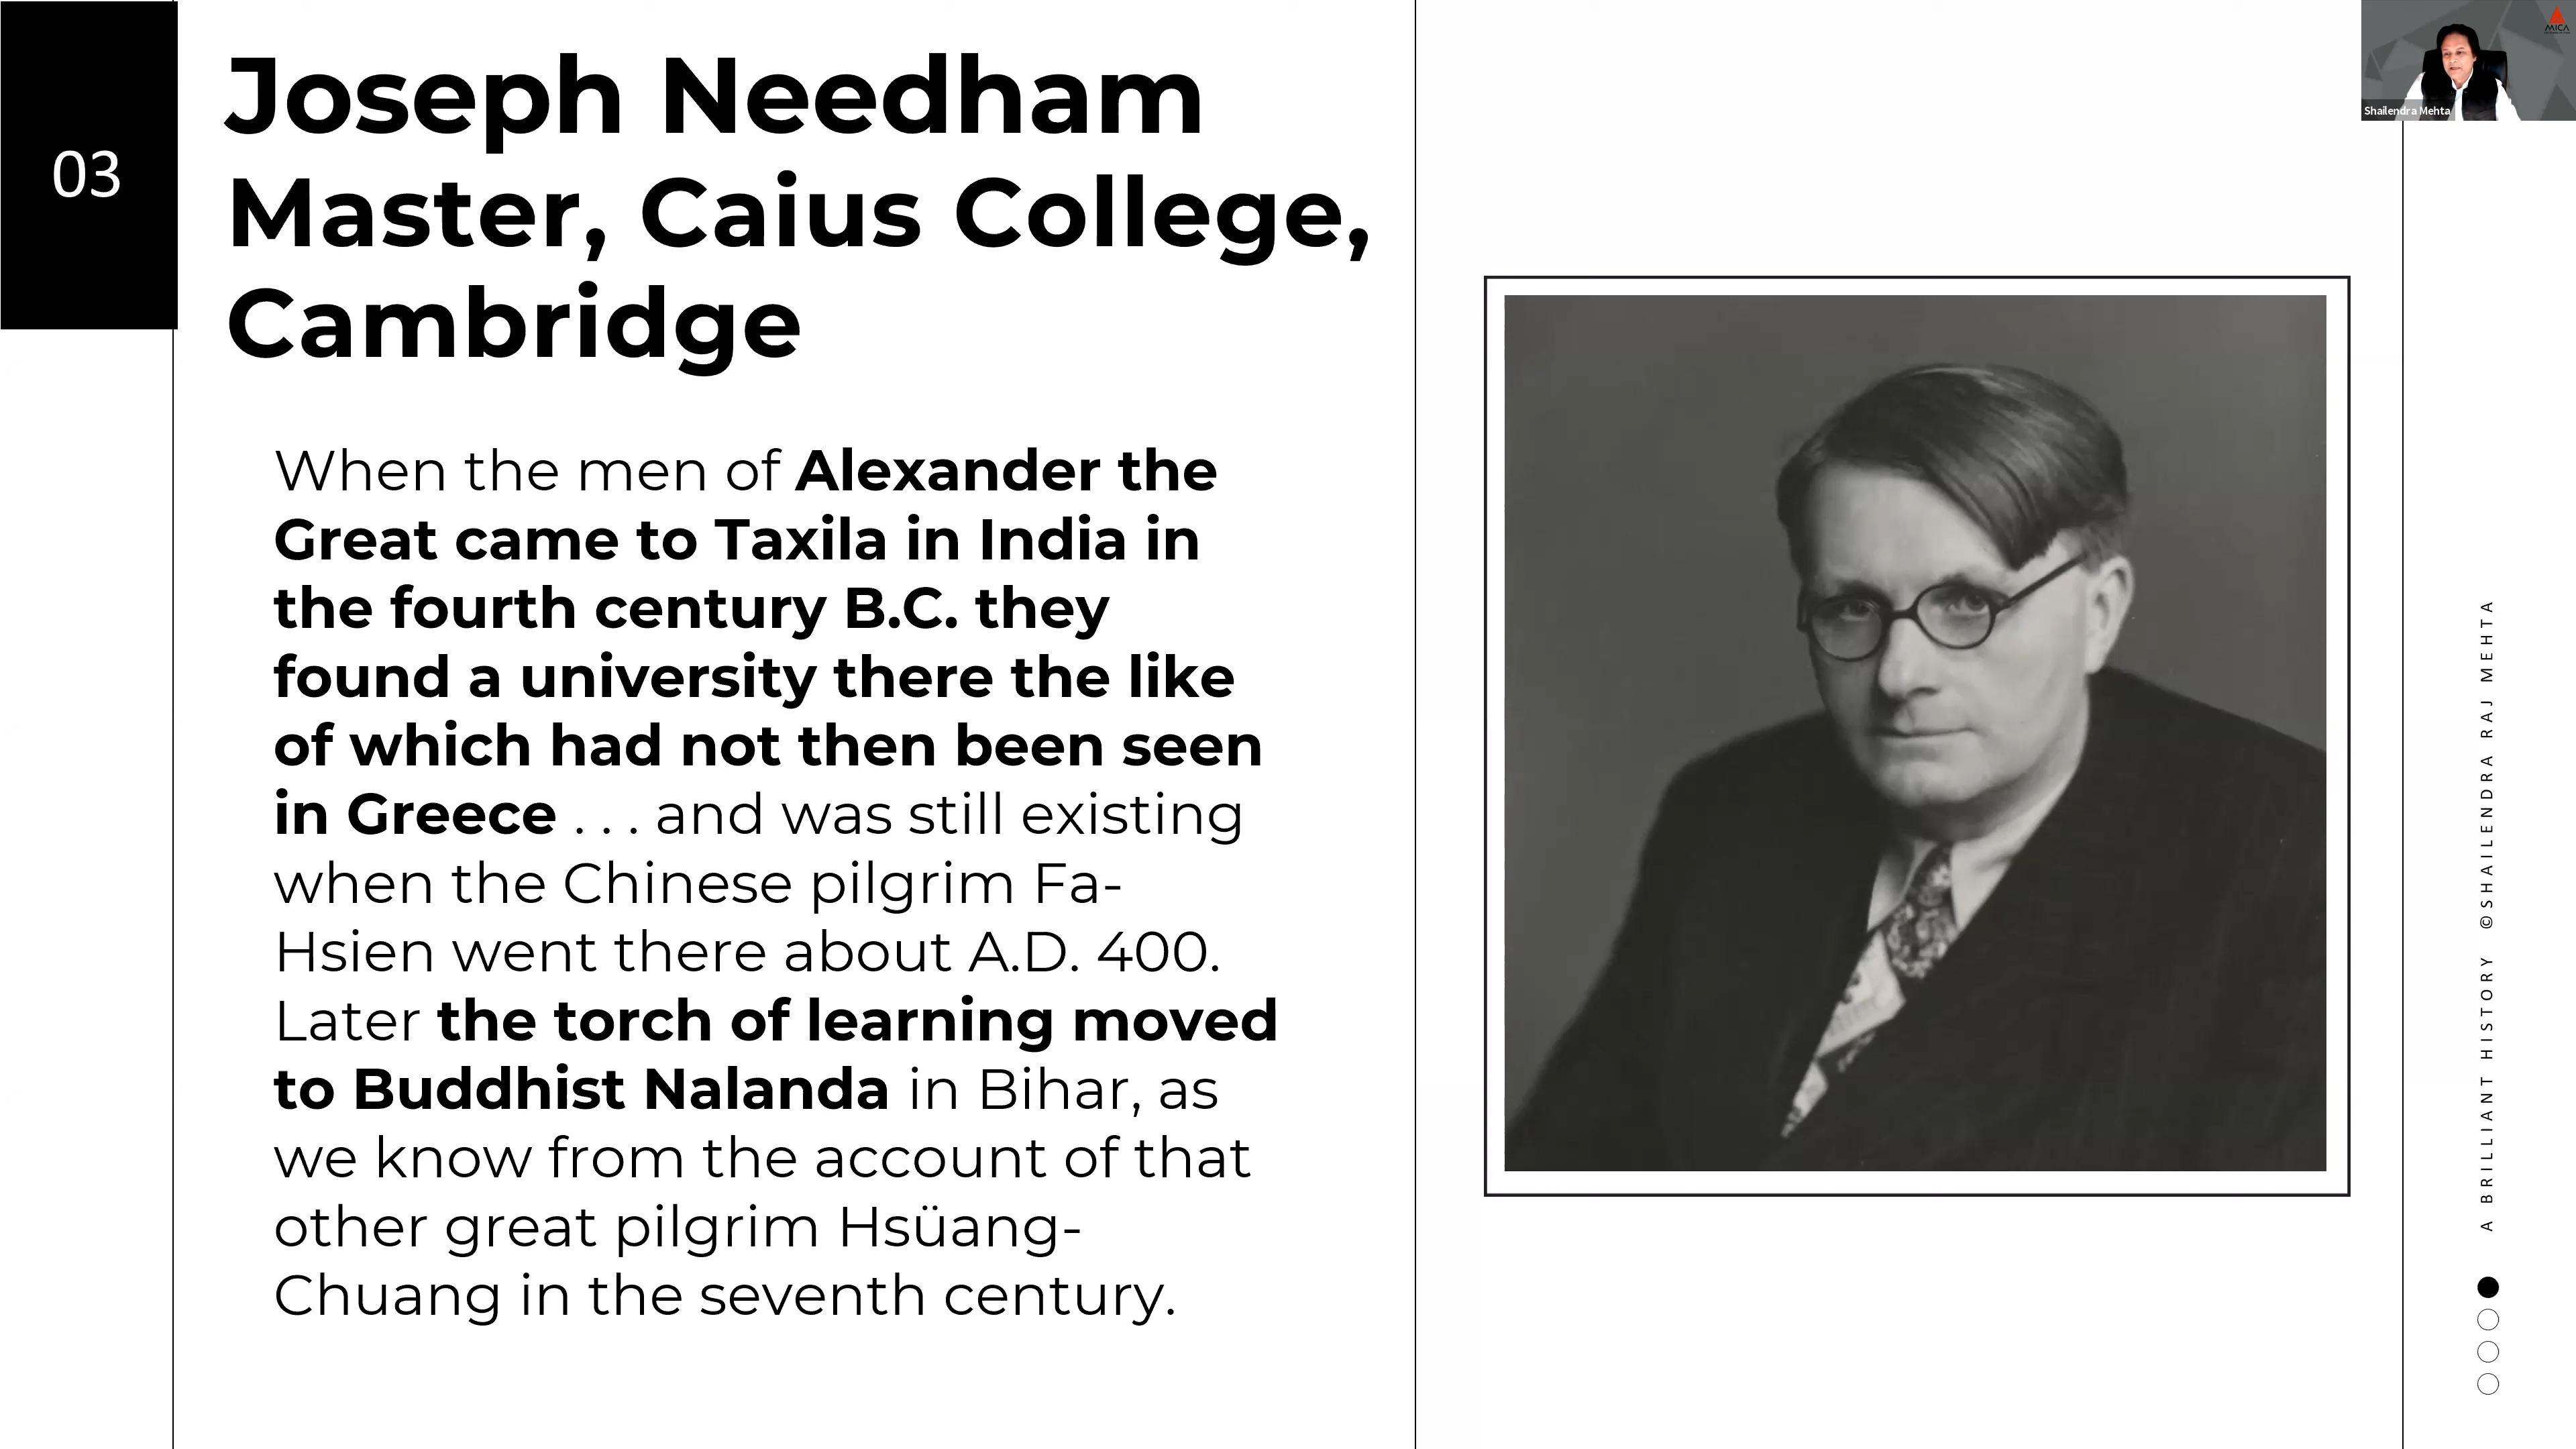 03
Joseph Needham
Master, Caius College,
Cambridge
When the men of Alexander the
Great came to Taxila in India in
the fourth century B.C. they
found a university there the like
of which had not then been seen
in Greece . . . and was still existing
when the Chinese pilgrim Fa-
Hsien went there about A.D. 400.
Later the torch of learning moved
to Buddhist Nalanda in Bihar, as
we know from the account of that
other great pilgrim Hsüang-
Chuang in the seventh century.
MICA
Shailendra Mehta
A BRILLIANT HISTORY ©SHAILENDRA RAJ MEHTA